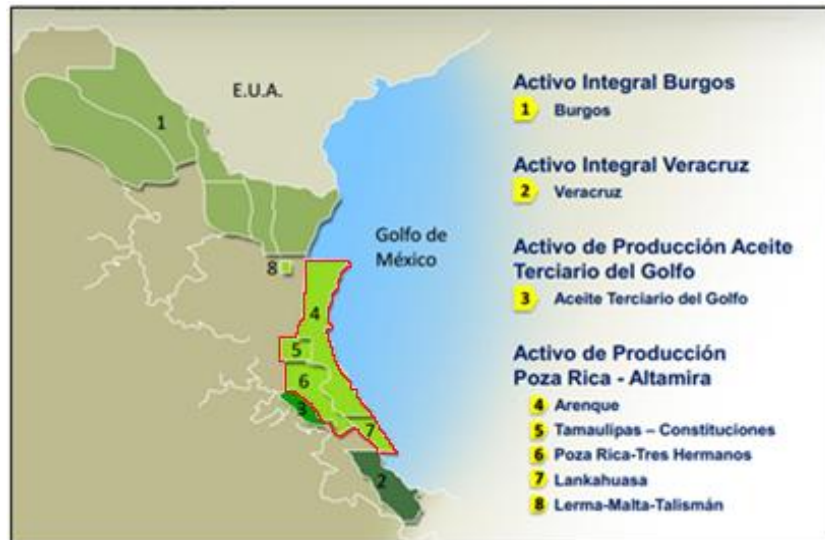 E.U.A.
Golfo de
México
1
8
4
5
6
3
7
2
Activo Integral Burgos
1 Burgos
Activo Integral Veracruz
2 Veracruz
Activo de Producción Aceite
Terciario del Golfo
3 Aceite Terciario del Golfo
Activo de Producción
Poza Rica - Altamira
4 Arenque
5 Tamaulipas – Constituciones
6 Poza Rica-Tres Hermanos
7 Lankahuasa
8 Lerma-Malta-Talismán